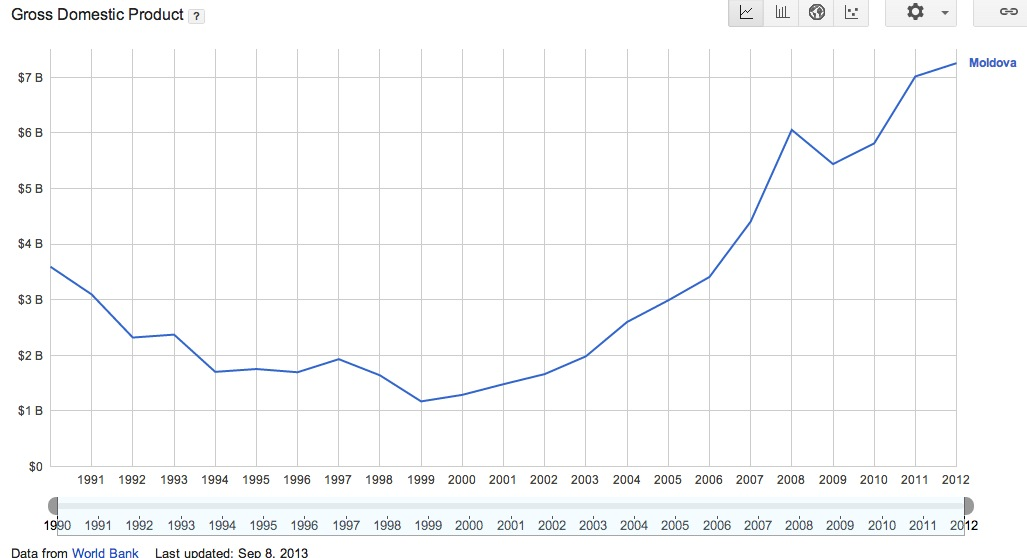 Gross Domestic Product ?
Moldova
$7 B
$6 B
$5 B
$4 B
$3 B
$2 B
$1 B
$0
1991 1992 1993 1994 1995 1996 1997 1998 1999 2000 2001 2002 2003 2004 2005 2006 2007 2008 2009 2010 2011 2012
1990 1991 1992 1993 1994 1995 1996 1997 1998 1999 2000 2001 2002 2003 2004 2005 2006 2007 2008 2009 2010 2011 2012
Data from World Bank Last updated: Sep 8, 2013